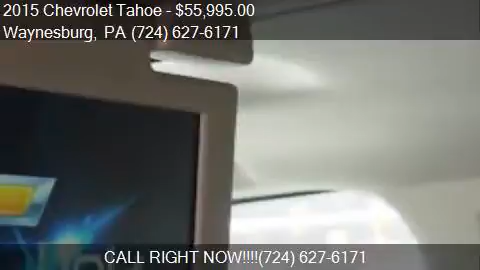 2015 Chevrolet Tahoe - $55,995.00
Waynesburg, PA (724) 627-6171
CALL RIGHT NOW!!!!(724) 627-6171